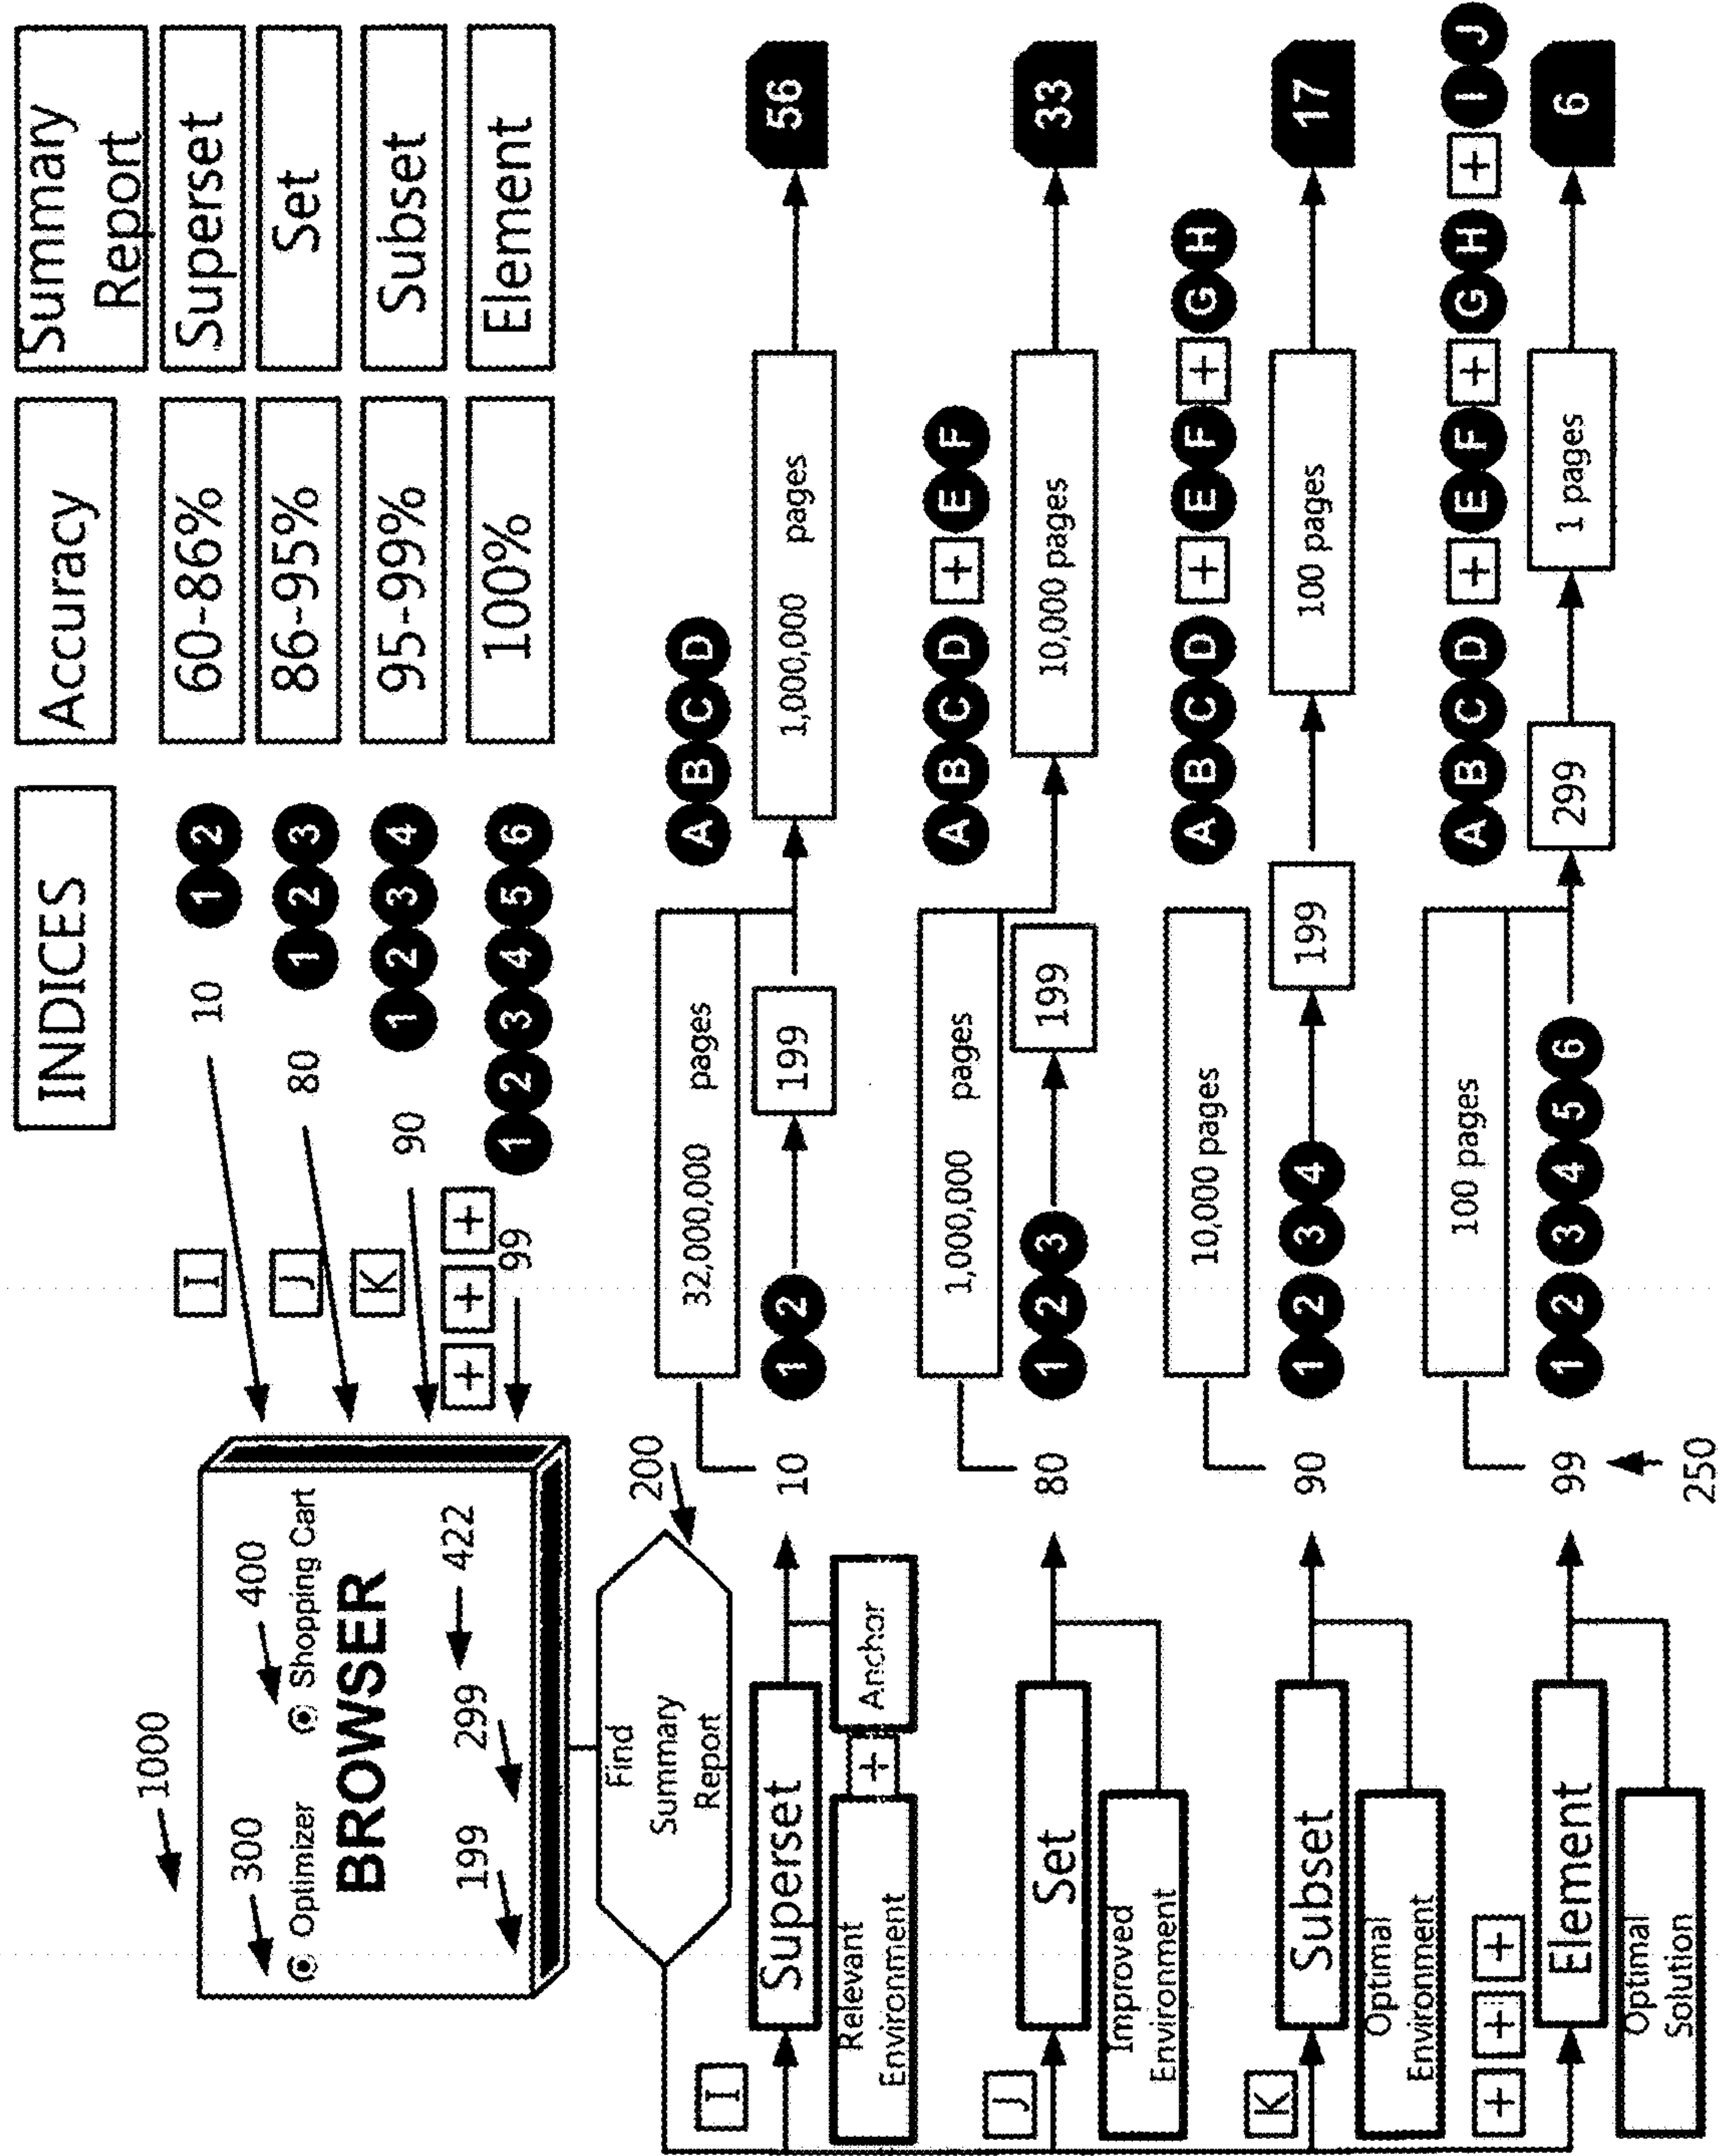 1000
300
400
Optimizer
Shopping Cart
BROWSER
199
299
422
I
J
K
+ + +
10
80
90
99
INDICES
1 2
1 2 3
1 2 3 4
1 2 3 4 5 6
Accuracy
60-86%
86-95%
95-99%
100%
Summary
Report
Superset
Set
Subset
Element
Find
Summary
Report
200
I
Superset
Relevant
Environment
+
Anchor
10
32,000,000 pages
1 2
199
A B C D
1,000,000 pages
56
J
Set
Improved
Environment
80
1,000,000 pages
1 2 3
199
A B C D + E F
10,000 pages
33
K
Subset
Optimal
Environment
90
10,000 pages
1 2 3 4
199
A B C D + E F + G H
100 pages
17
+ + +
Element
Optimal
Solution
99
250
100 pages
1 2 3 4 5 6
299
A B C D + E F + G H + I J
1 pages
6